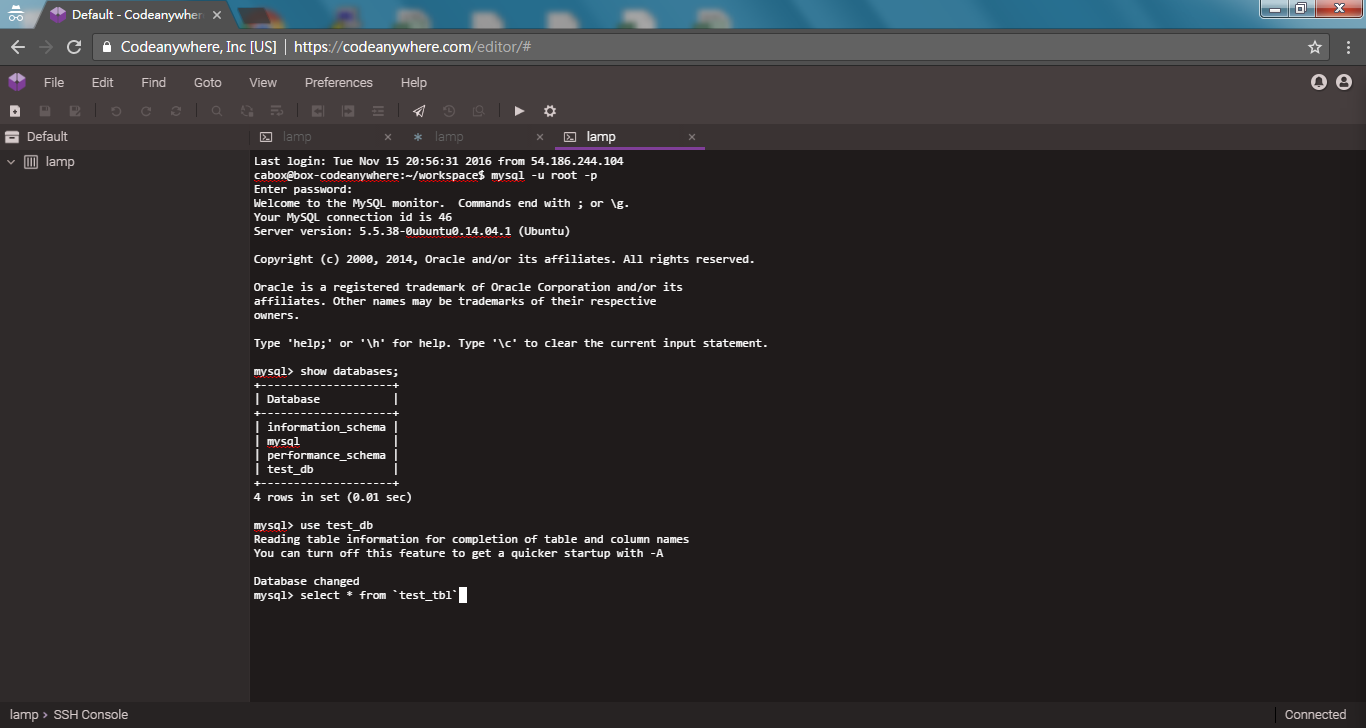 Default - Codeanywher
Codeanywhere, Inc [US] | https://codeanywhere.com/editor/#
File Edit Find Goto View Preferences Help
Default
lamp lamp lamp
lamp
Last login: Tue Nov 15 20:56:31 2016 from 54.186.244.104
cabox@box-codeanywhere:~/workspace$ mysql -u root -p
Enter password:
Welcome to the MySQL monitor.  Commands end with ; or \g.
Your MySQL connection id is 46
Server version: 5.5.38-0ubuntu0.14.04.1 (Ubuntu)
Copyright (c) 2000, 2014, Oracle and/or its affiliates. All rights reserved.
Oracle is a registered trademark of Oracle Corporation and/or its
affiliates. Other names may be trademarks of their respective
owners.
Type 'help;' or '\h' for help. Type '\c' to clear the current input statement.
mysql> show databases;
+--------------------+
| Database           |
+--------------------+
| information_schema |
| mysql              |
| performance_schema |
| test_db            |
+--------------------+
4 rows in set (0.01 sec)
mysql> use test_db
Reading table information for completion of table and column names
You can turn off this feature to get a quicker startup with -A
Database changed
mysql> select * from `test_tbl`
lamp > SSH Console
Connected